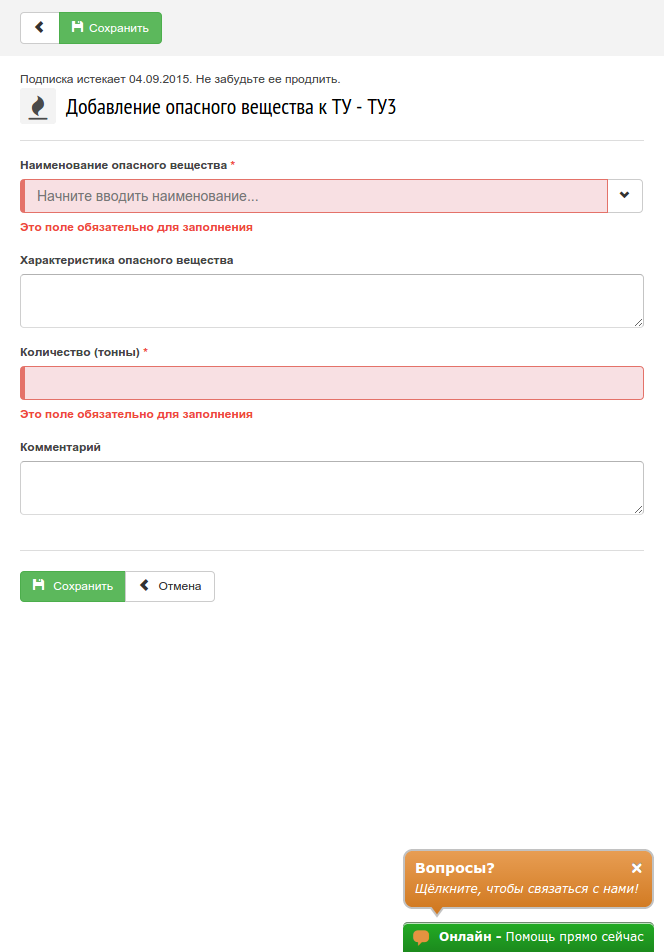 Сохранить
Подписка истекает 04.09.2015. Не забудьте ее продлить.
Добавление опасного вещества к ТУ - ТУ3
Наименование опасного вещества *
Начните вводить наименование...
Это поле обязательно для заполнения
Характеристика опасного вещества
Количество (тонны) *
Это поле обязательно для заполнения
Комментарий
Сохранить Отмена
Вопросы?
Щёлкните, чтобы связаться с нами!
Онлайн – Помощь прямо сейчас